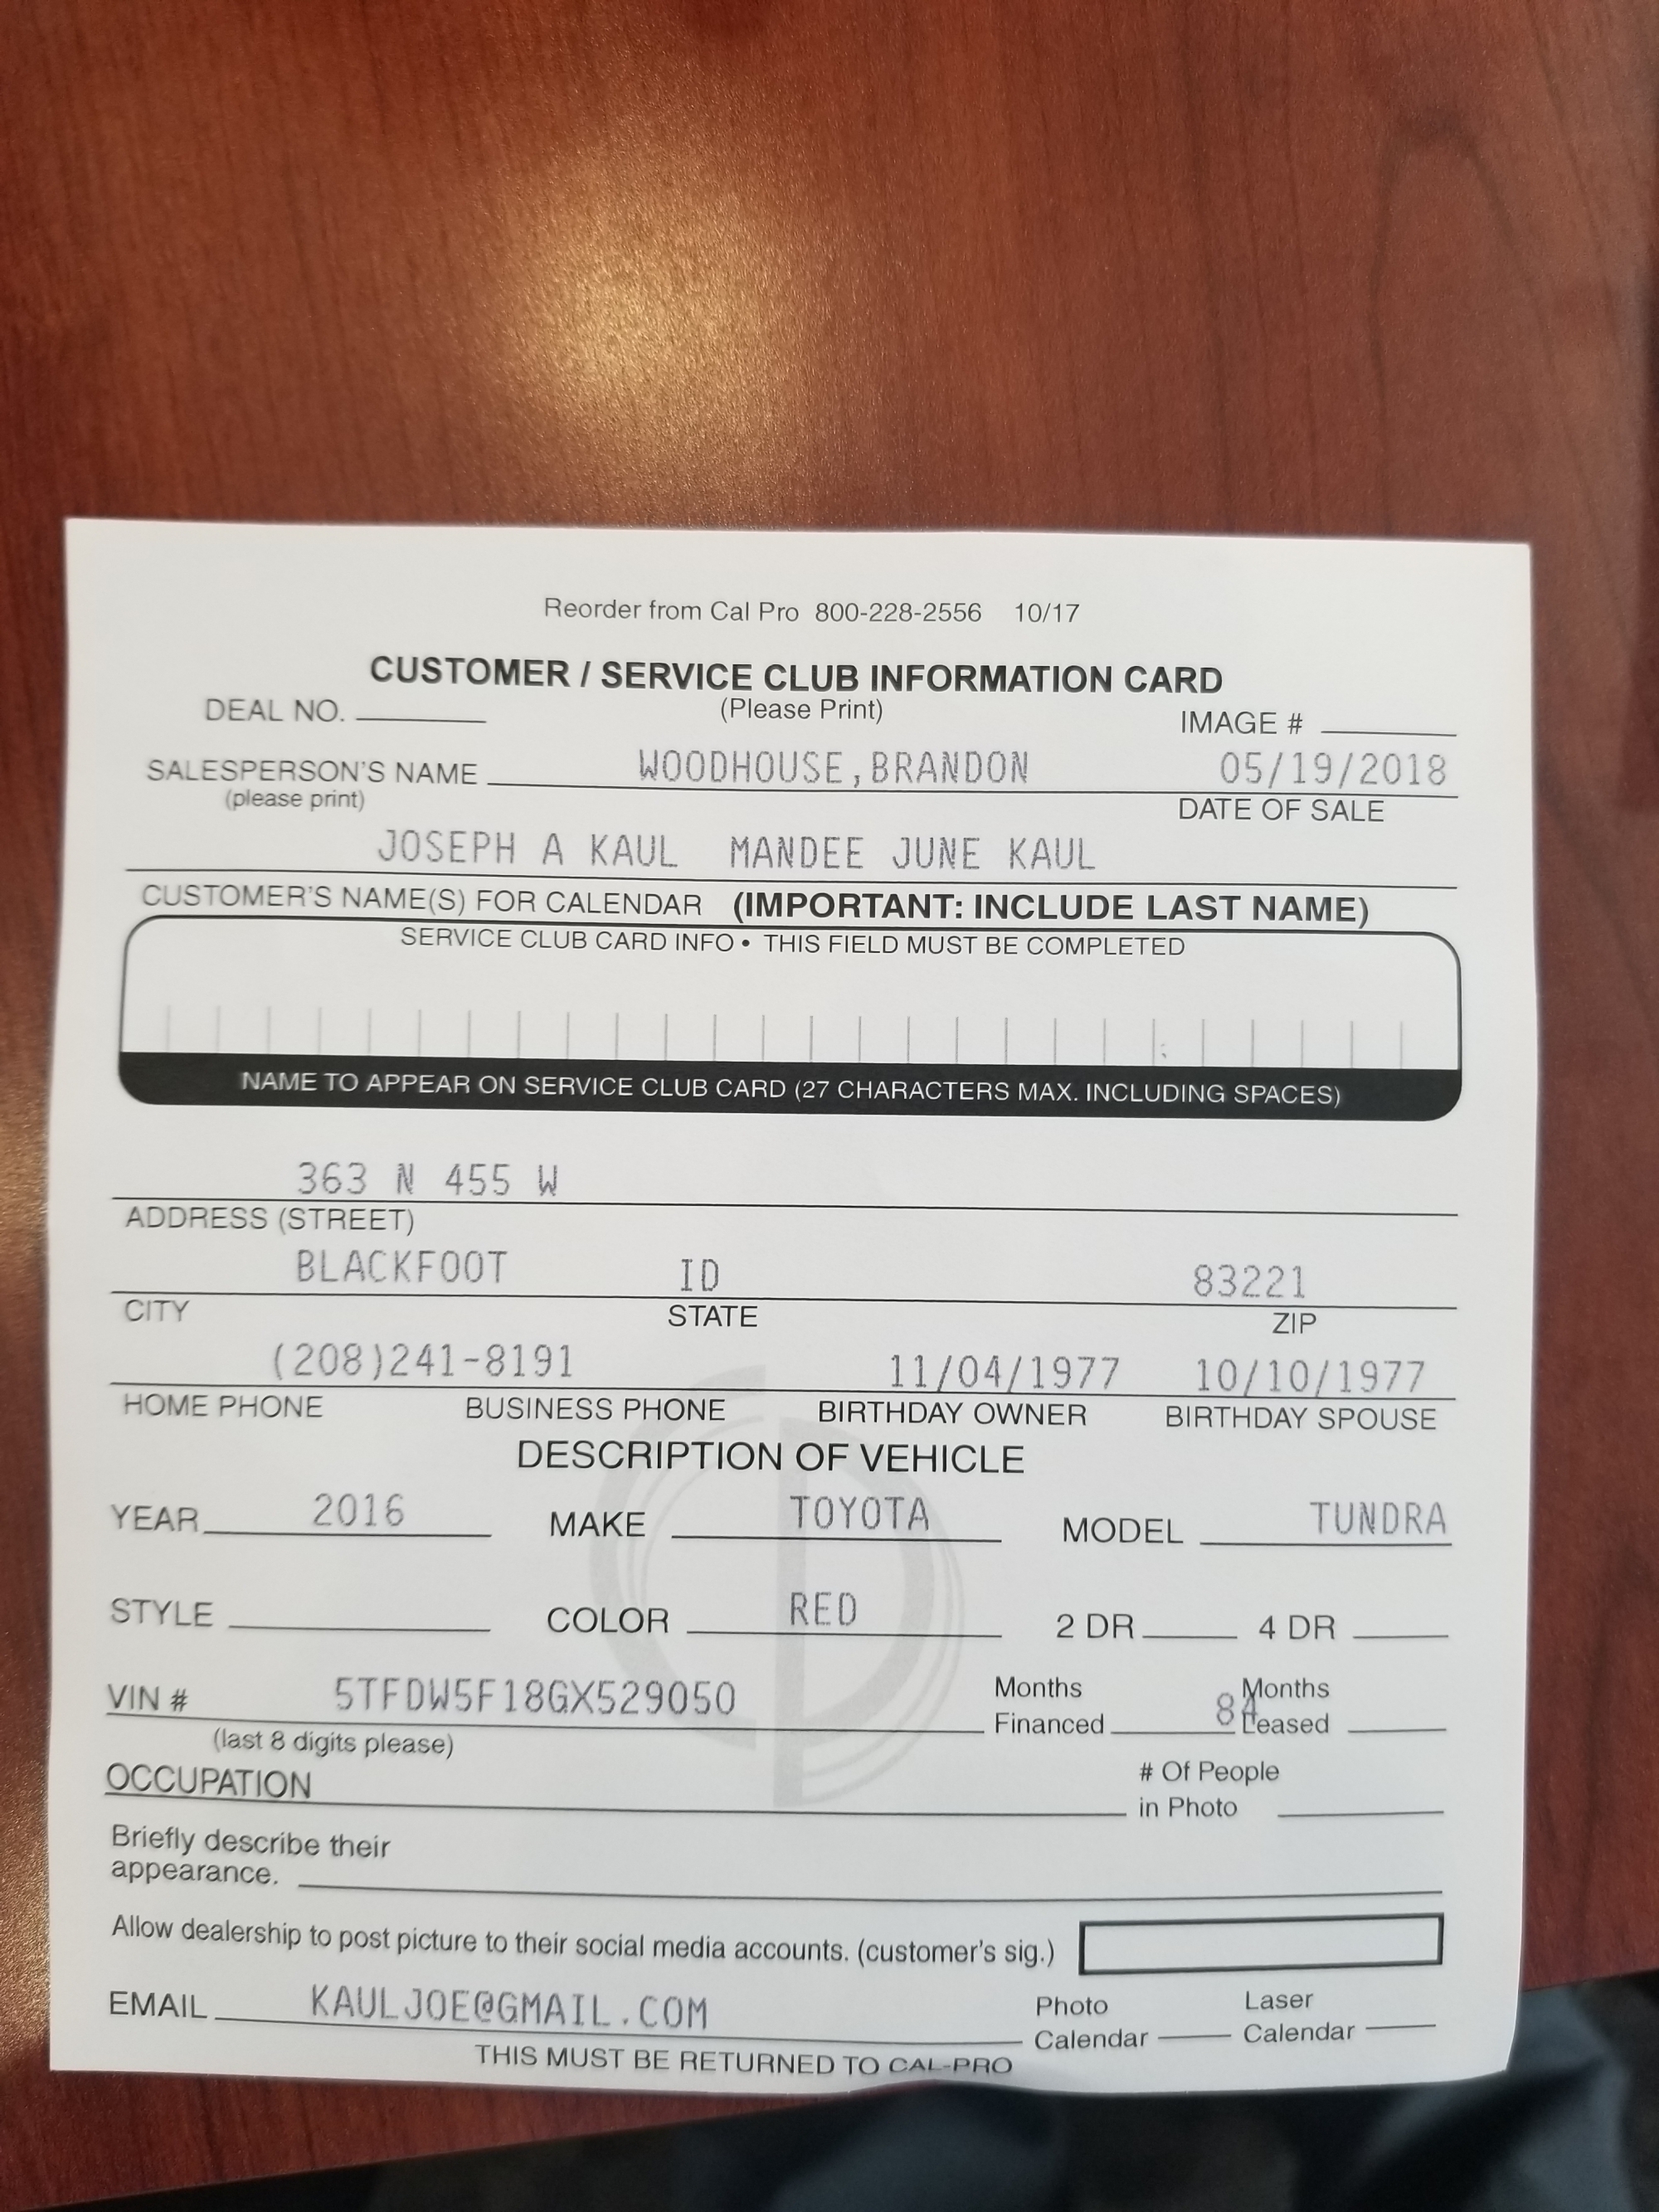 Reorder from Cal Pro 800-228-2556 10/17
CUSTOMER / SERVICE CLUB INFORMATION CARD
DEAL NO. (Please Print) IMAGE #
SALESPERSON'S NAME WOODHOUSE,BRANDON 05/19/2018
(please print) DATE OF SALE
JOSEPH A KAUL MANDEE JUNE KAUL
CUSTOMER'S NAME(S) FOR CALENDAR (IMPORTANT: INCLUDE LAST NAME)
SERVICE CLUB CARD INFO • THIS FIELD MUST BE COMPLETED
NAME TO APPEAR ON SERVICE CLUB CARD (27 CHARACTERS MAX. INCLUDING SPACES)
363 N 455 W
ADDRESS (STREET)
BLACKFOOT ID 83221
CITY STATE ZIP
(208)241-8191 11/04/1977 10/10/1977
HOME PHONE BUSINESS PHONE BIRTHDAY OWNER BIRTHDAY SPOUSE
DESCRIPTION OF VEHICLE
YEAR 2016 MAKE TOYOTA MODEL TUNDRA
STYLE COLOR RED 2 DR 4 DR
VIN # 5TFDW5F18GX529050 Months Financed 84 Months Leased
(last 8 digits please)
OCCUPATION # Of People in Photo
Briefly describe their
appearance.
Allow dealership to post picture to their social media accounts. (customer's sig.)
EMAIL KAULJOE@GMAIL.COM Photo Calendar Laser Calendar
THIS MUST BE RETURNED TO CAL-PRO